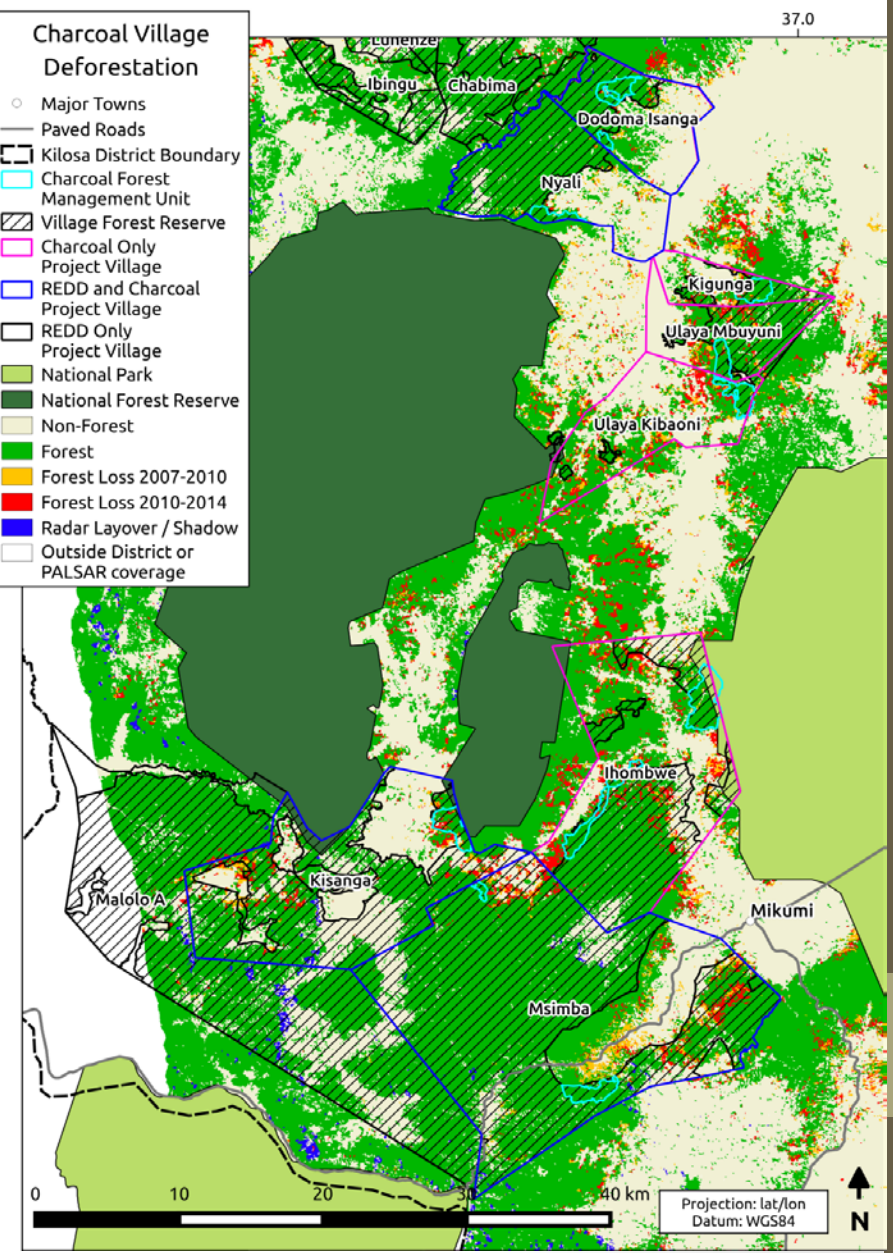 37.0
Charcoal Village
Deforestation
Major Towns
Paved Roads
Kilosa District Boundary
Charcoal Forest
Management Unit
Village Forest Reserve
Charcoal Only
Project Village
REDD and Charcoal
Project Village
REDD Only
Project Village
National Park
National Forest Reserve
Non-Forest
Forest
Forest Loss 2007-2010
Forest Loss 2010-2014
Radar Layover / Shadow
Outside District or
PALSAR coverage
Lunenze
Ibingu
Chabima
Dodoma Isanga
Nyali
Kigunga
Ulaya Mbuyuni
Ulaya Kibaoni
Ihombwe
Kisanga
Malolo A
Mikumi
Msimba
0 10 20 30 40 km
Projection: lat/lon
Datum: WGS84
N